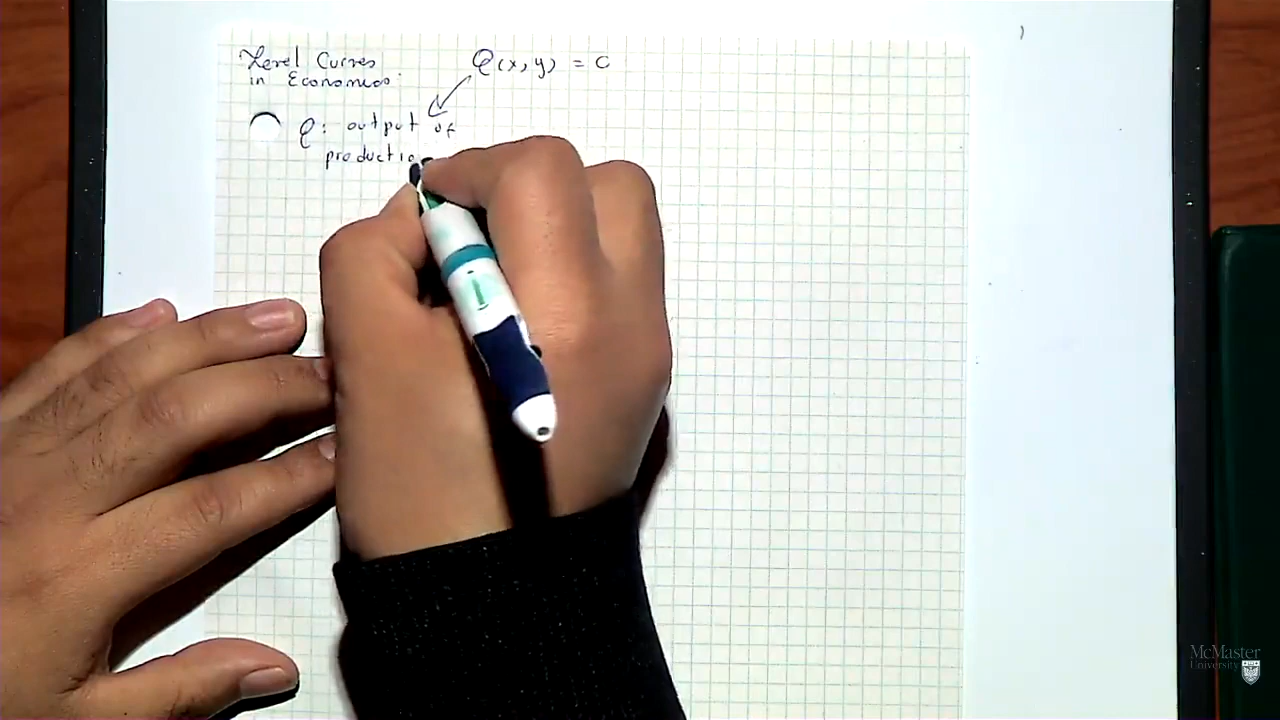 Level Curves
in Economics:
Q(x, y) = C
Q: output of
productio
McMaster
University